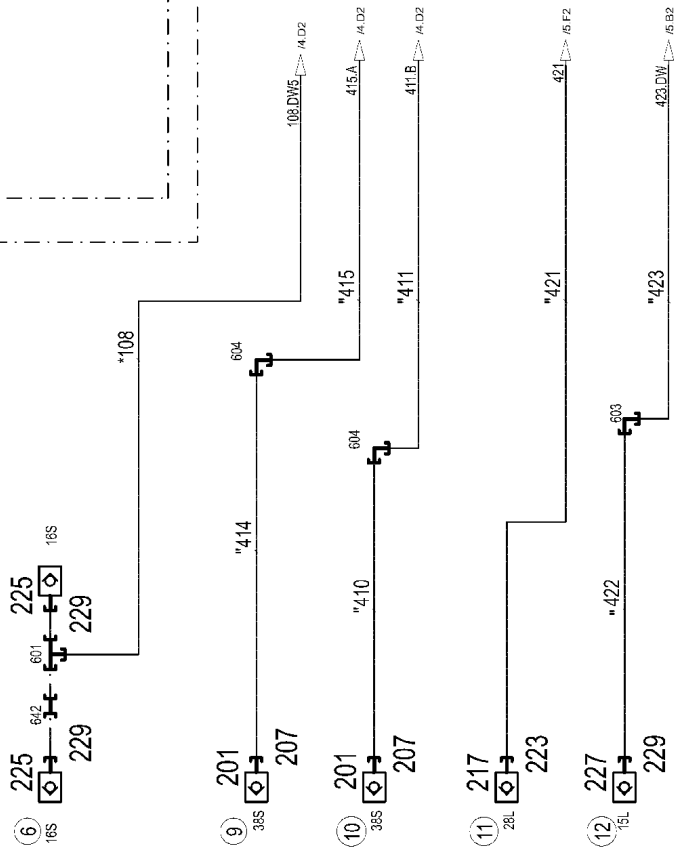 108.DW5 /4.D2
415.A /4.D2
411.B /4.D2
421 /5.F2
423.DW /5.B2
*108
"415
"411
"421
"423
604
604
603
"414
"410
"422
16S
225
229
601
642
225
229
6
16S
201
207
9
38S
201
207
10
38S
217
223
11
28L
227
229
12
15L